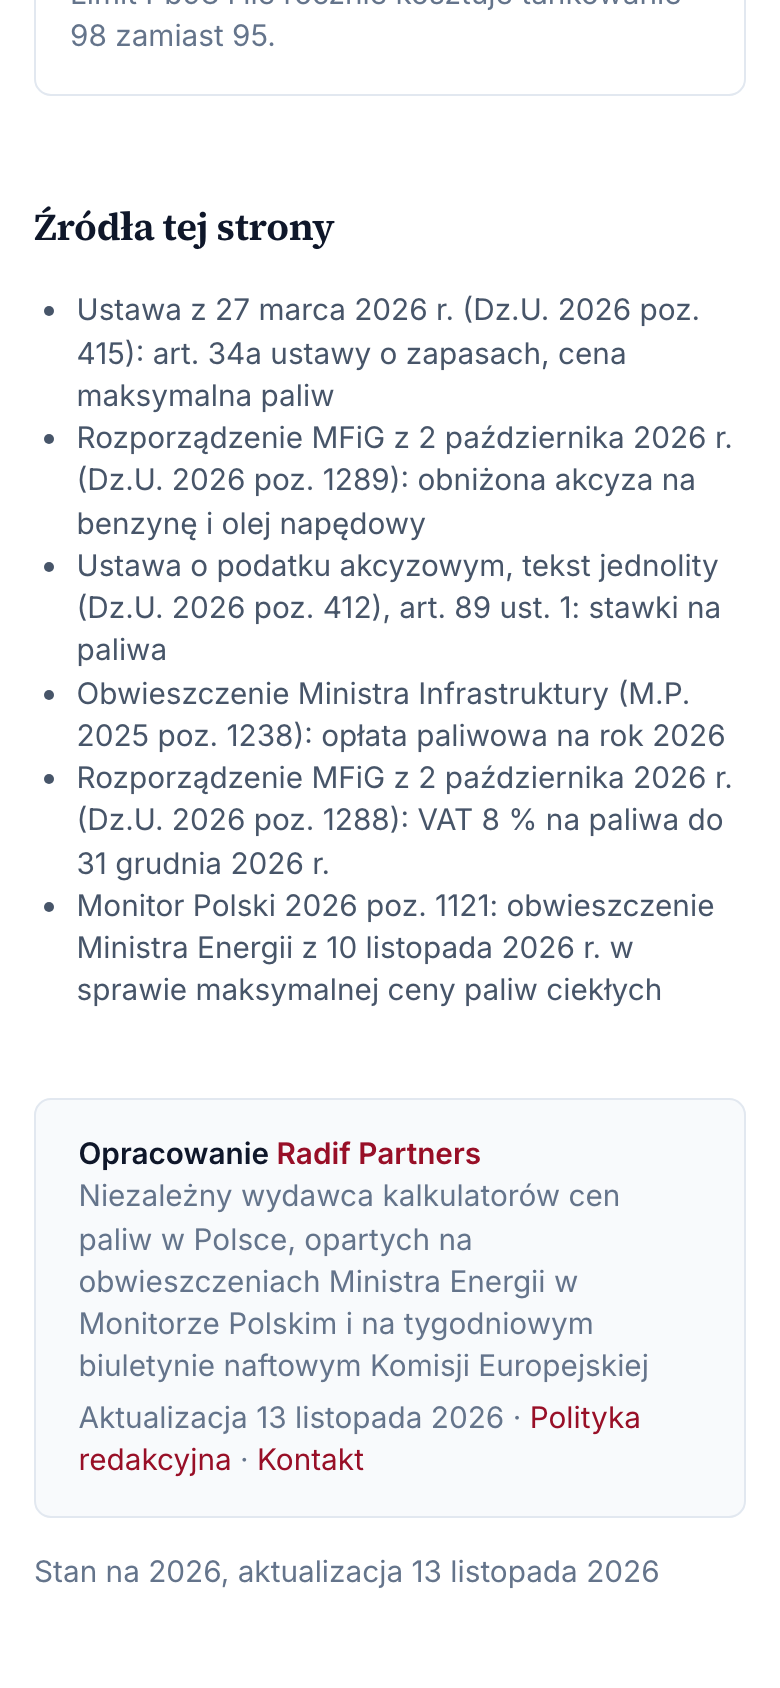 98 zamiast 95.
Źródła tej strony
• Ustawa z 27 marca 2026 r. (Dz.U. 2026 poz.
415): art. 34a ustawy o zapasach, cena
maksymalna paliw
• Rozporządzenie MFiG z 2 października 2026 r.
(Dz.U. 2026 poz. 1289): obniżona akcyza na
benzynę i olej napędowy
• Ustawa o podatku akcyzowym, tekst jednolity
(Dz.U. 2026 poz. 412), art. 89 ust. 1: stawki na
paliwa
• Obwieszczenie Ministra Infrastruktury (M.P.
2025 poz. 1238): opłata paliwowa na rok 2026
• Rozporządzenie MFiG z 2 października 2026 r.
(Dz.U. 2026 poz. 1288): VAT 8 % na paliwa do
31 grudnia 2026 r.
• Monitor Polski 2026 poz. 1121: obwieszczenie
Ministra Energii z 10 listopada 2026 r. w
sprawie maksymalnej ceny paliw ciekłych
Opracowanie Radif Partners
Niezależny wydawca kalkulatorów cen
paliw w Polsce, opartych na
obwieszczeniach Ministra Energii w
Monitorze Polskim i na tygodniowym
biuletynie naftowym Komisji Europejskiej
Aktualizacja 13 listopada 2026 · Polityka
redakcyjna · Kontakt
Stan na 2026, aktualizacja 13 listopada 2026